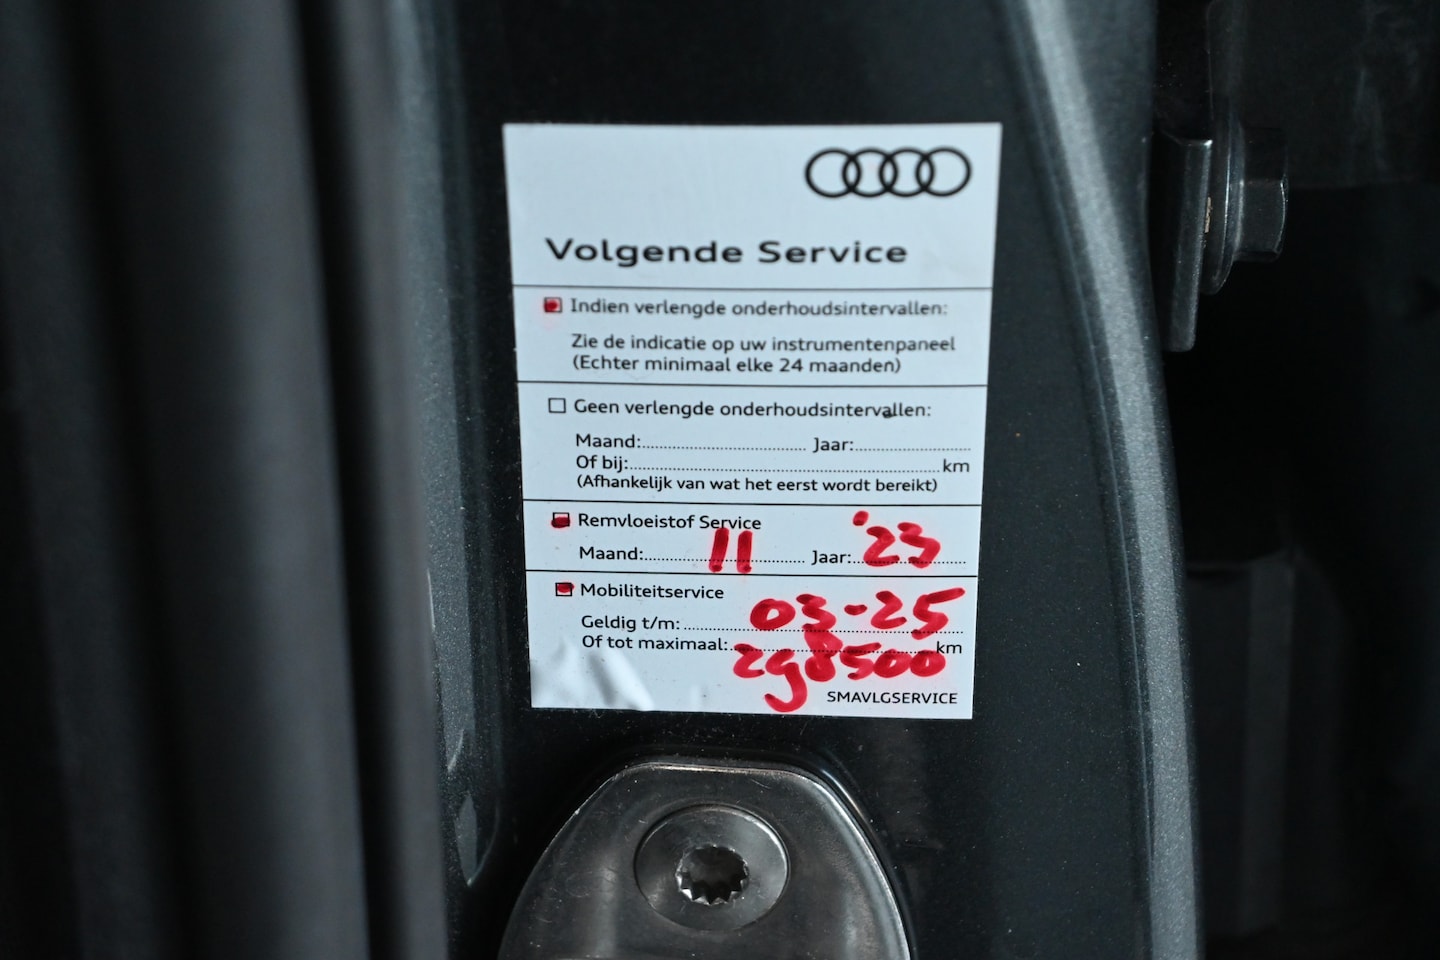 Volgende Service
Indien verlengde onderhoudsintervallen:
Zie de indicatie op uw instrumentenpaneel
(Echter minimaal elke 24 maanden)
Geen verlengde onderhoudsintervallen:
Maand:.............................. Jaar:......................
Of bij:........................................................km
(Afhankelijk van wat het eerst wordt bereikt)
Remvloeistof Service
Maand: 11 Jaar: '23
Mobiliteitservice
Geldig t/m: 03-25
Of tot maximaal: 298500 km
SMAVLGSERVICE